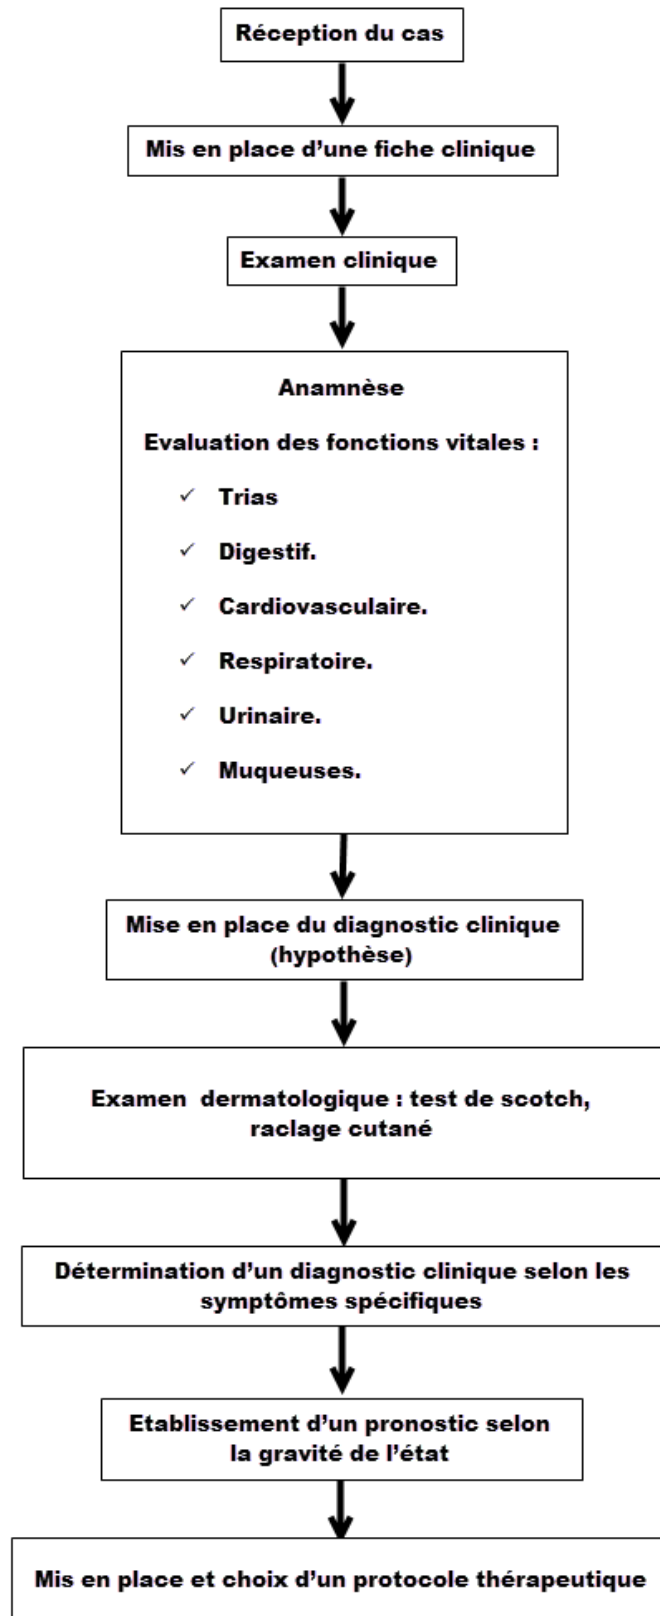 Réception du cas
Mis en place d’une fiche clinique
Examen clinique
Anamnèse
Evaluation des fonctions vitales :
✓ Trias
✓ Digestif.
✓ Cardiovasculaire.
✓ Respiratoire.
✓ Urinaire.
✓ Muqueuses.
Mise en place du diagnostic clinique
(hypothèse)
Examen dermatologique : test de scotch,
raclage cutané
Détermination d’un diagnostic clinique selon les
symptômes spécifiques
Etablissement d’un pronostic selon
la gravité de l’état
Mis en place et choix d’un protocole thérapeutique